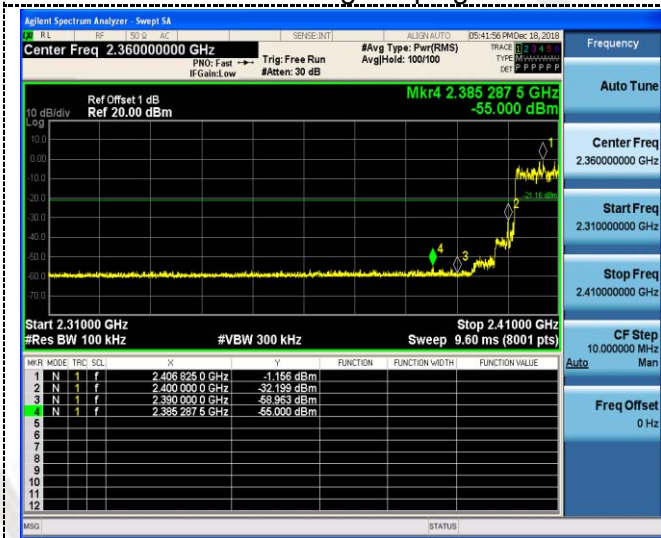 Agilent Spectrum Analyzer - Swept SA
RL RF 50 Ω AC SENSE:INT ALIGNAUTO 05:41:56 PM Dec 18, 2018
Center Freq 2.360000000 GHz
PNO: Fast
IFGain:Low
Trig: Free Run
#Atten: 30 dB
#Avg Type: Pwr(RMS)
Avg|Hold: 100/100
TRACE 1 2 3 4 5 6
TYPE M
DET P P P P P P
Frequency
Auto Tune
Center Freq
2.360000000 GHz
Start Freq
2.310000000 GHz
Stop Freq
2.410000000 GHz
CF Step
10.000000 MHz
Auto Man
Freq Offset
0 Hz
Mkr4 2.385 287 5 GHz
-55.000 dBm
Ref Offset 1 dB
10 dB/div Ref 20.00 dBm
Log
10.0
0.00
-10.0
-20.0
-21.16 dBm
-30.0
-40.0
-50.0
-60.0
-70.0
1
2
3
4
Start 2.31000 GHz Stop 2.41000 GHz
#Res BW 100 kHz #VBW 300 kHz Sweep 9.60 ms (8001 pts)
MKR MODE TRC SCL X Y FUNCTION FUNCTION WIDTH FUNCTION VALUE
1 N 1 f 2.406 825 0 GHz -1.156 dBm
2 N 1 f 2.400 000 0 GHz -32.199 dBm
3 N 1 f 2.390 000 0 GHz -58.963 dBm
4 N 1 f 2.385 287 5 GHz -55.000 dBm
5
6
7
8
9
10
11
12
MSG STATUS